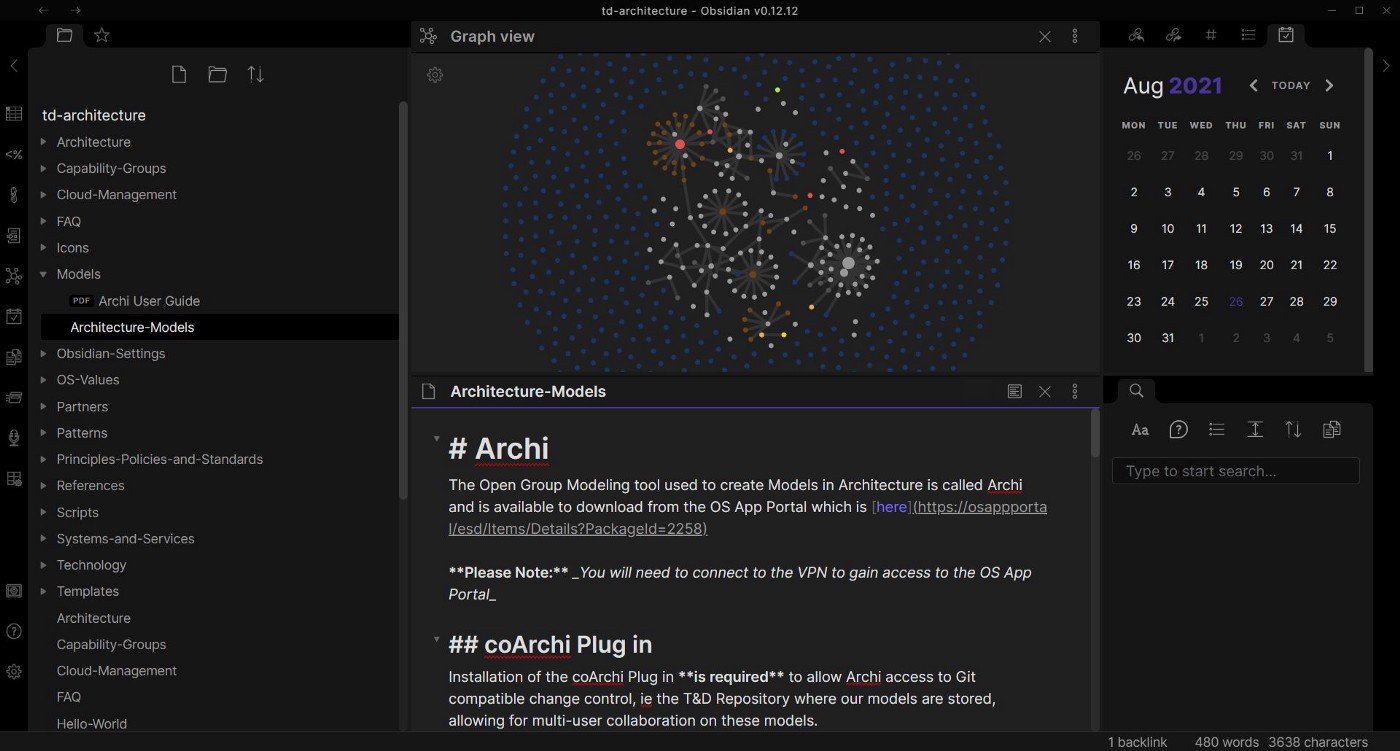 td-architecture - Obsidian v0.12.12
td-architecture
Architecture
Capability-Groups
Cloud-Management
FAQ
Icons
Models
PDF Archi User Guide
Architecture-Models
Obsidian-Settings
OS-Values
Partners
Patterns
Principles-Policies-and-Standards
References
Scripts
Systems-and-Services
Technology
Templates
Architecture
Capability-Groups
Cloud-Management
FAQ
Hello-World
Graph view
Architecture-Models
# Archi
The Open Group Modeling tool used to create Models in Architecture is called Archi
and is available to download from the OS App Portal which is [here](https://osappporta
l/esd/Items/Details?PackageId=2258)
**Please Note:** _You will need to connect to the VPN to gain access to the OS App
Portal_
## coArchi Plug in
Installation of the coArchi Plug in **is required** to allow Archi access to Git
compatible change control, ie the T&D Repository where our models are stored,
allowing for multi-user collaboration on these models.
Aug 2021 TODAY
MON TUE WED THU FRI SAT SUN
26 27 28 29 30 31 1
2 3 4 5 6 7 8
9 10 11 12 13 14 15
16 17 18 19 20 21 22
23 24 25 26 27 28 29
30 31 1 2 3 4 5
Aa
Type to start search...
1 backlink 480 words 3638 characters